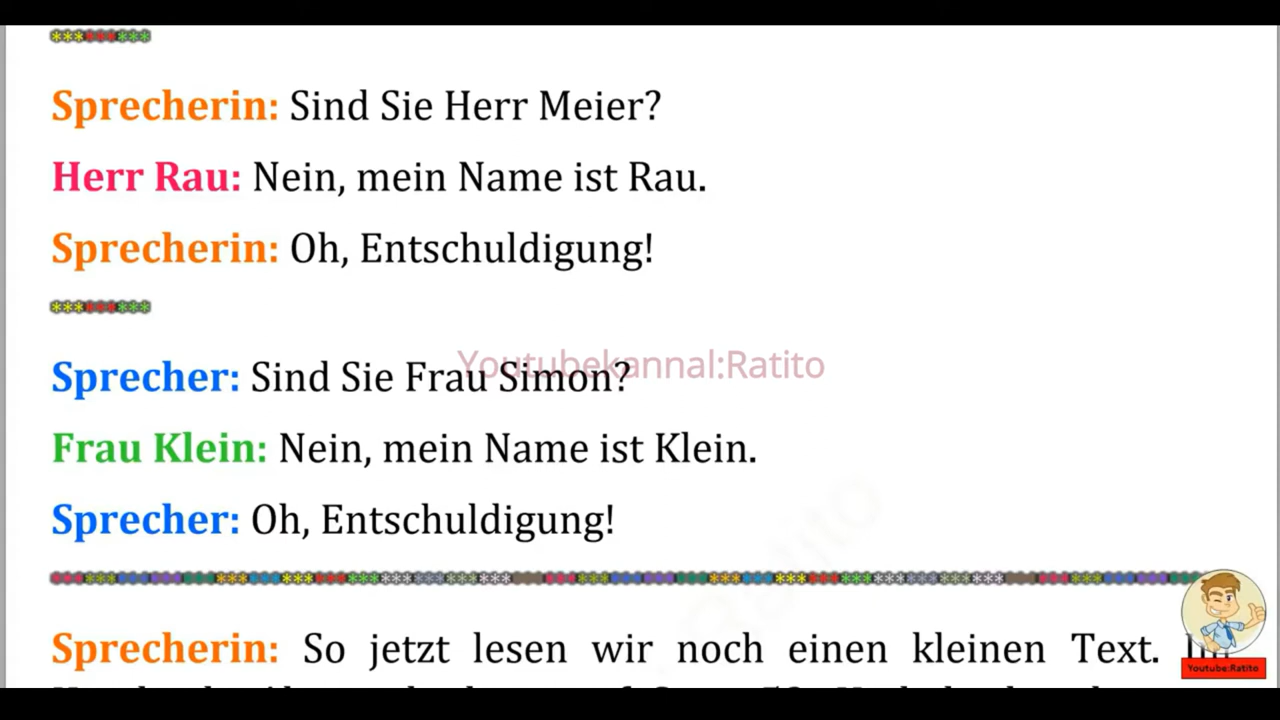 Sprecherin: Sind Sie Herr Meier?
Herr Rau: Nein, mein Name ist Rau.
Sprecherin: Oh, Entschuldigung!
Youtubekannal:Ratito
Sprecher: Sind Sie Frau Simon?
Frau Klein: Nein, mein Name ist Klein.
Sprecher: Oh, Entschuldigung!
Ratito
Sprecherin: So jetzt lesen wir noch einen kleinen Text.
Youtube:Ratito